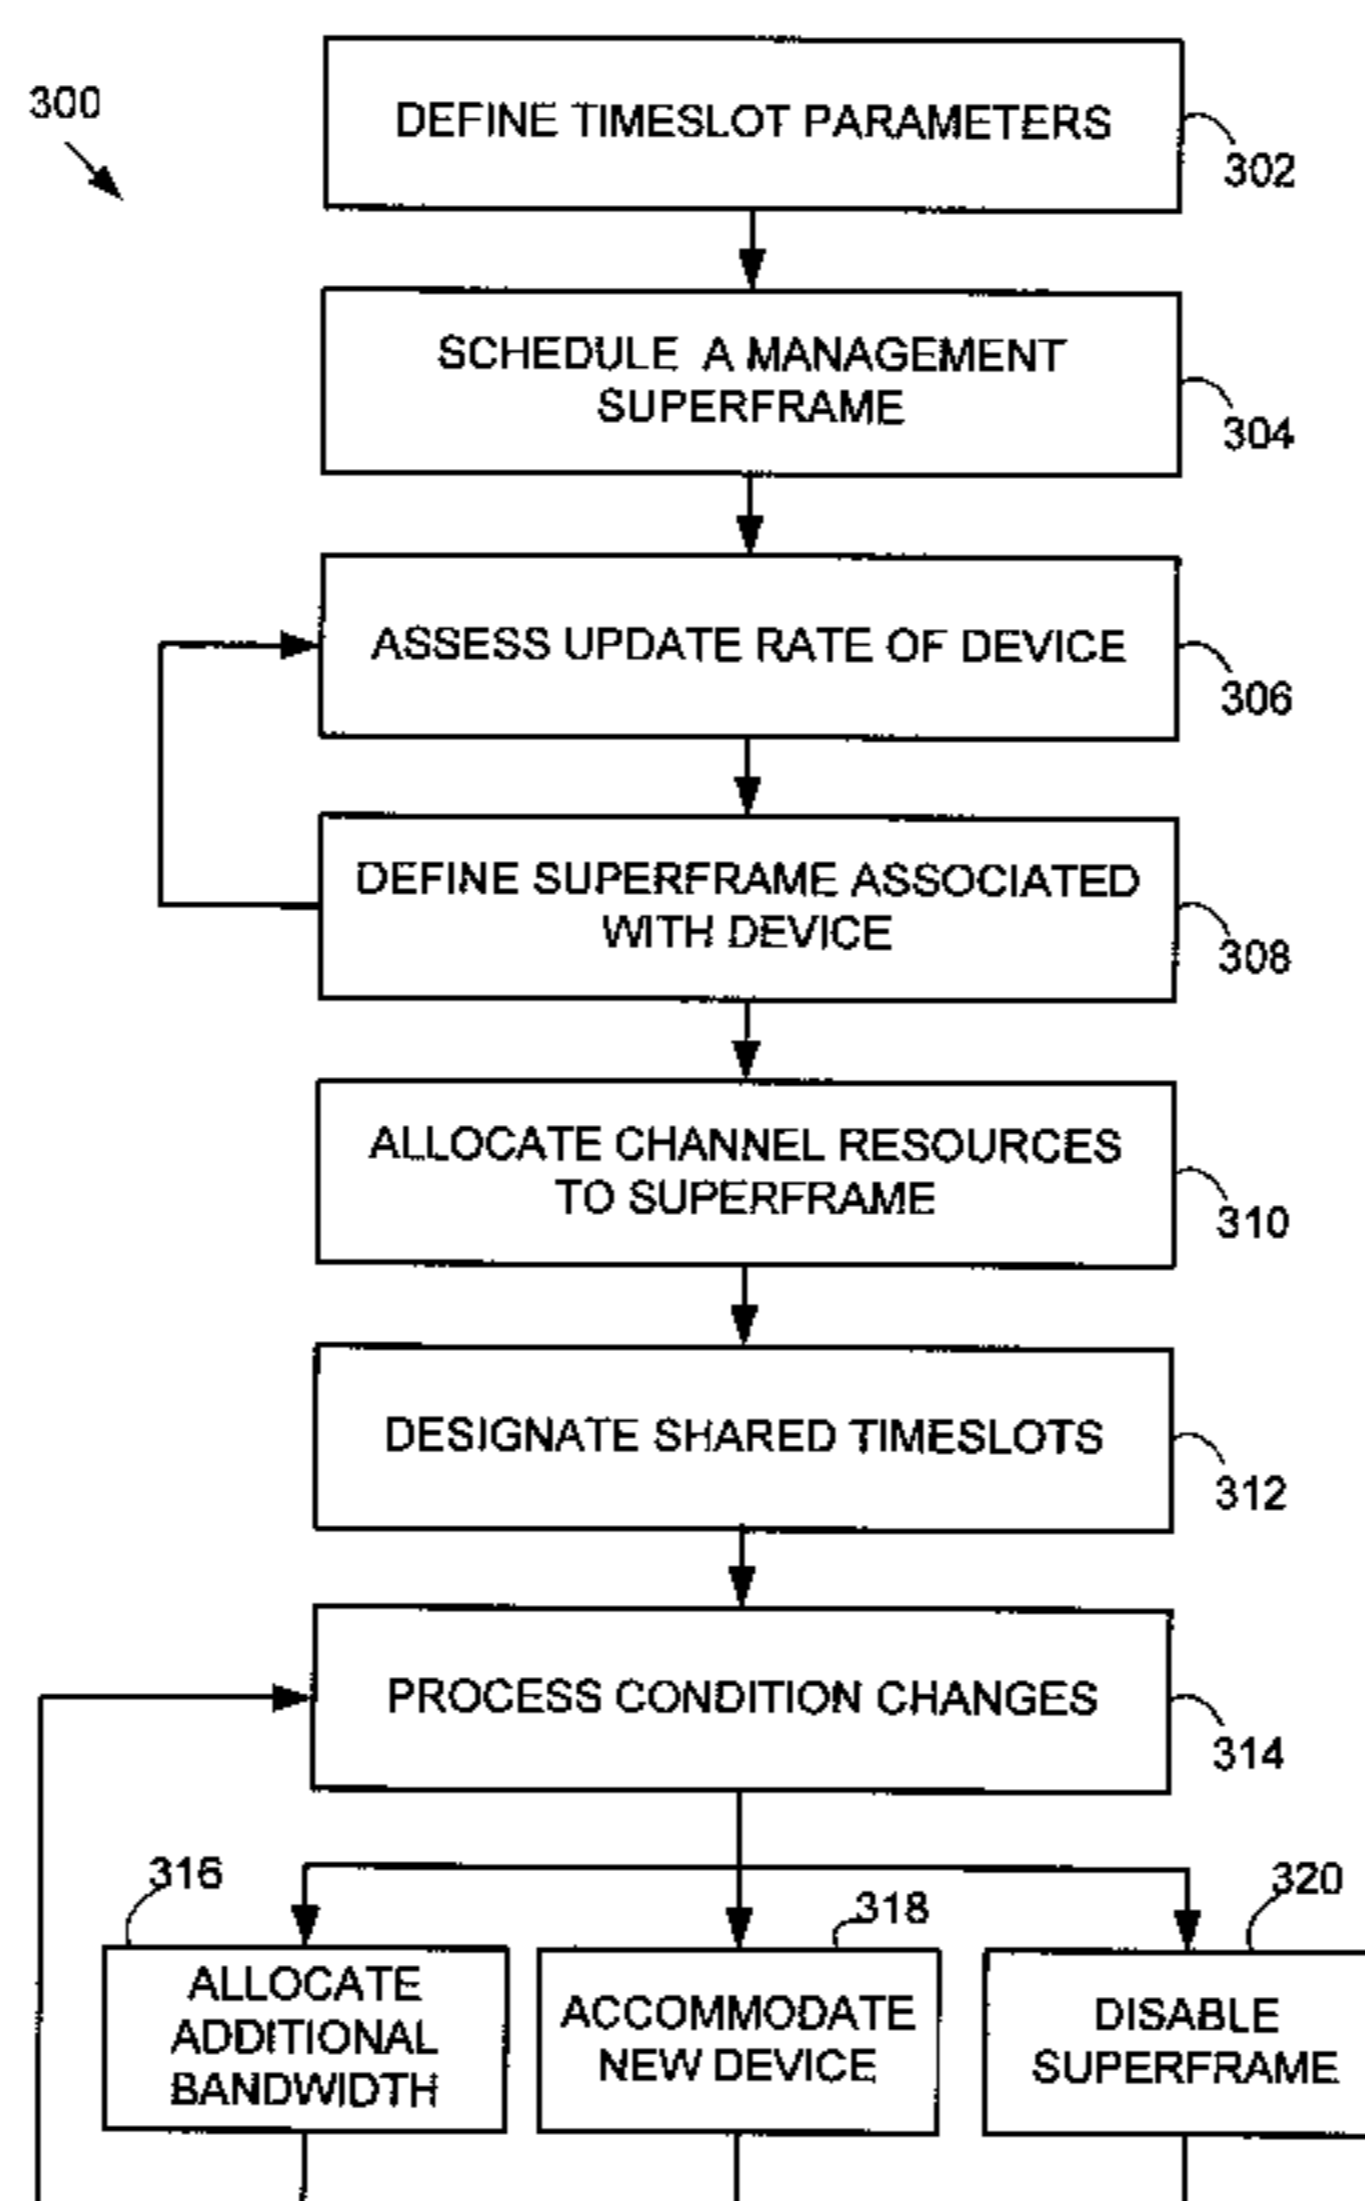 300
DEFINE TIMESLOT PARAMETERS
302
SCHEDULE A MANAGEMENT
SUPERFRAME
304
ASSESS UPDATE RATE OF DEVICE
306
DEFINE SUPERFRAME ASSOCIATED
WITH DEVICE
308
ALLOCATE CHANNEL RESOURCES
TO SUPERFRAME
310
DESIGNATE SHARED TIMESLOTS
312
PROCESS CONDITION CHANGES
314
316
ALLOCATE
ADDITIONAL
BANDWIDTH
318
ACCOMMODATE
NEW DEVICE
320
DISABLE
SUPERFRAME